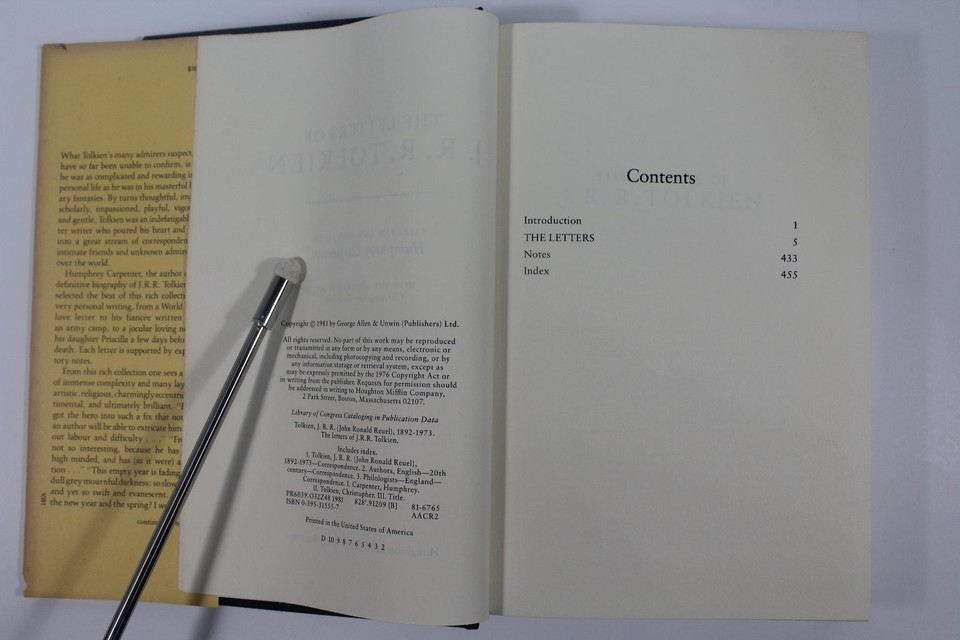 What Tolkien's many admirers suspect,
have so far been unable to confirm, is
he was as complicated and rewarding i
personal life as he was in his masterful l
ary fantasies. By turns thoughtful, im
scholarly, impassioned, playful, vigo
and gentle, Tolkien was an indefatigabl
ter writer who poured his heart and
into a great stream of corresponden
intimate friends and unknown admir
over the world.
Humphrey Carpenter, the author o
definitive biography of J.R.R. Tolkien
selected the best of this rich collecti
very personal writing, from a World
love letter to his fiancée written
an army camp, to a jocular loving no
his daughter Priscilla a few days befo
death. Each letter is supported by exp
tory notes.
From this rich collection one sees a
of immense complexity and many lay
artistic, religious, charmingly eccentric
timental, and ultimately brilliant. "I
got the hero into such a fix that not
an author will be able to extricate him
out labour and difficulty . . ." "Fr
not so interesting, because he has
high minded, and has (as it were) a
tion . . ." "This empty year is fading
dull grey mournful darkness: so slow
and yet so swift and evanescent.
the new year and the spring? I w
Copyright © 1981 by George Allen & Unwin (Publishers) Ltd.
All rights reserved. No part of this work may be reproduced
or transmitted in any form or by any means, electronic or
mechanical, including photocopying and recording, or by
any information storage or retrieval system, except as
may be expressly permitted by the 1976 Copyright Act or
in writing from the publisher. Requests for permission should
be addressed in writing to Houghton Mifflin Company,
2 Park Street, Boston, Massachusetts 02107.
Library of Congress Cataloging in Publication Data
Tolkien, J. R. R. (John Ronald Reuel), 1892-1973.
The letters of J.R.R. Tolkien.
Includes index.
1. Tolkien, J. R. R. (John Ronald Reuel),
1892-1973—Correspondence. 2. Authors, English—20th
century—Correspondence. 3. Philologists—England—
Correspondence. I. Carpenter, Humphrey.
II. Tolkien, Christopher. III. Title.
PR6039.O32Z48 1981 828'.91209 [B] 81-6765
ISBN 0-395-31555-7 AACR2
Printed in the United States of America
D 10 9 8 7 6 5 4 3 2
Contents
Introduction 1
THE LETTERS 5
Notes 433
Index 455